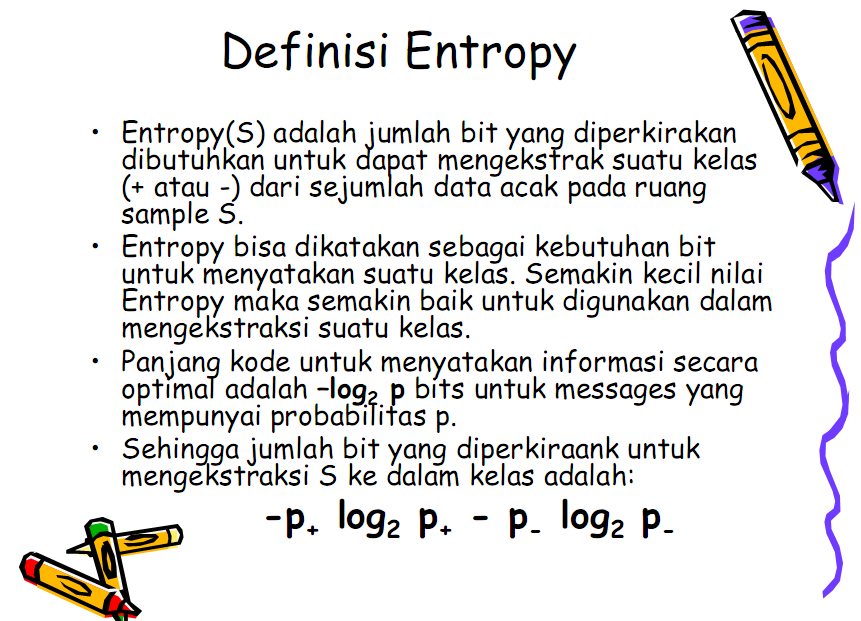 Definisi Entropy
• Entropy(S) adalah jumlah bit yang diperkirakan
dibutuhkan untuk dapat mengekstrak suatu kelas
(+ atau -) dari sejumlah data acak pada ruang
sample S.
• Entropy bisa dikatakan sebagai kebutuhan bit
untuk menyatakan suatu kelas. Semakin kecil nilai
Entropy maka semakin baik untuk digunakan dalam
mengekstraksi suatu kelas.
• Panjang kode untuk menyatakan informasi secara
optimal adalah –log₂ p bits untuk messages yang
mempunyai probabilitas p.
• Sehingga jumlah bit yang diperkiraank untuk
mengekstraksi S ke dalam kelas adalah:
-p₊ log₂ p₊ - p₋ log₂ p₋